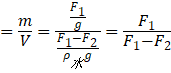 = m/V = (F₁/g)/((F₁−F₂)/(ρ水g)) = F₁/(F₁−F₂)